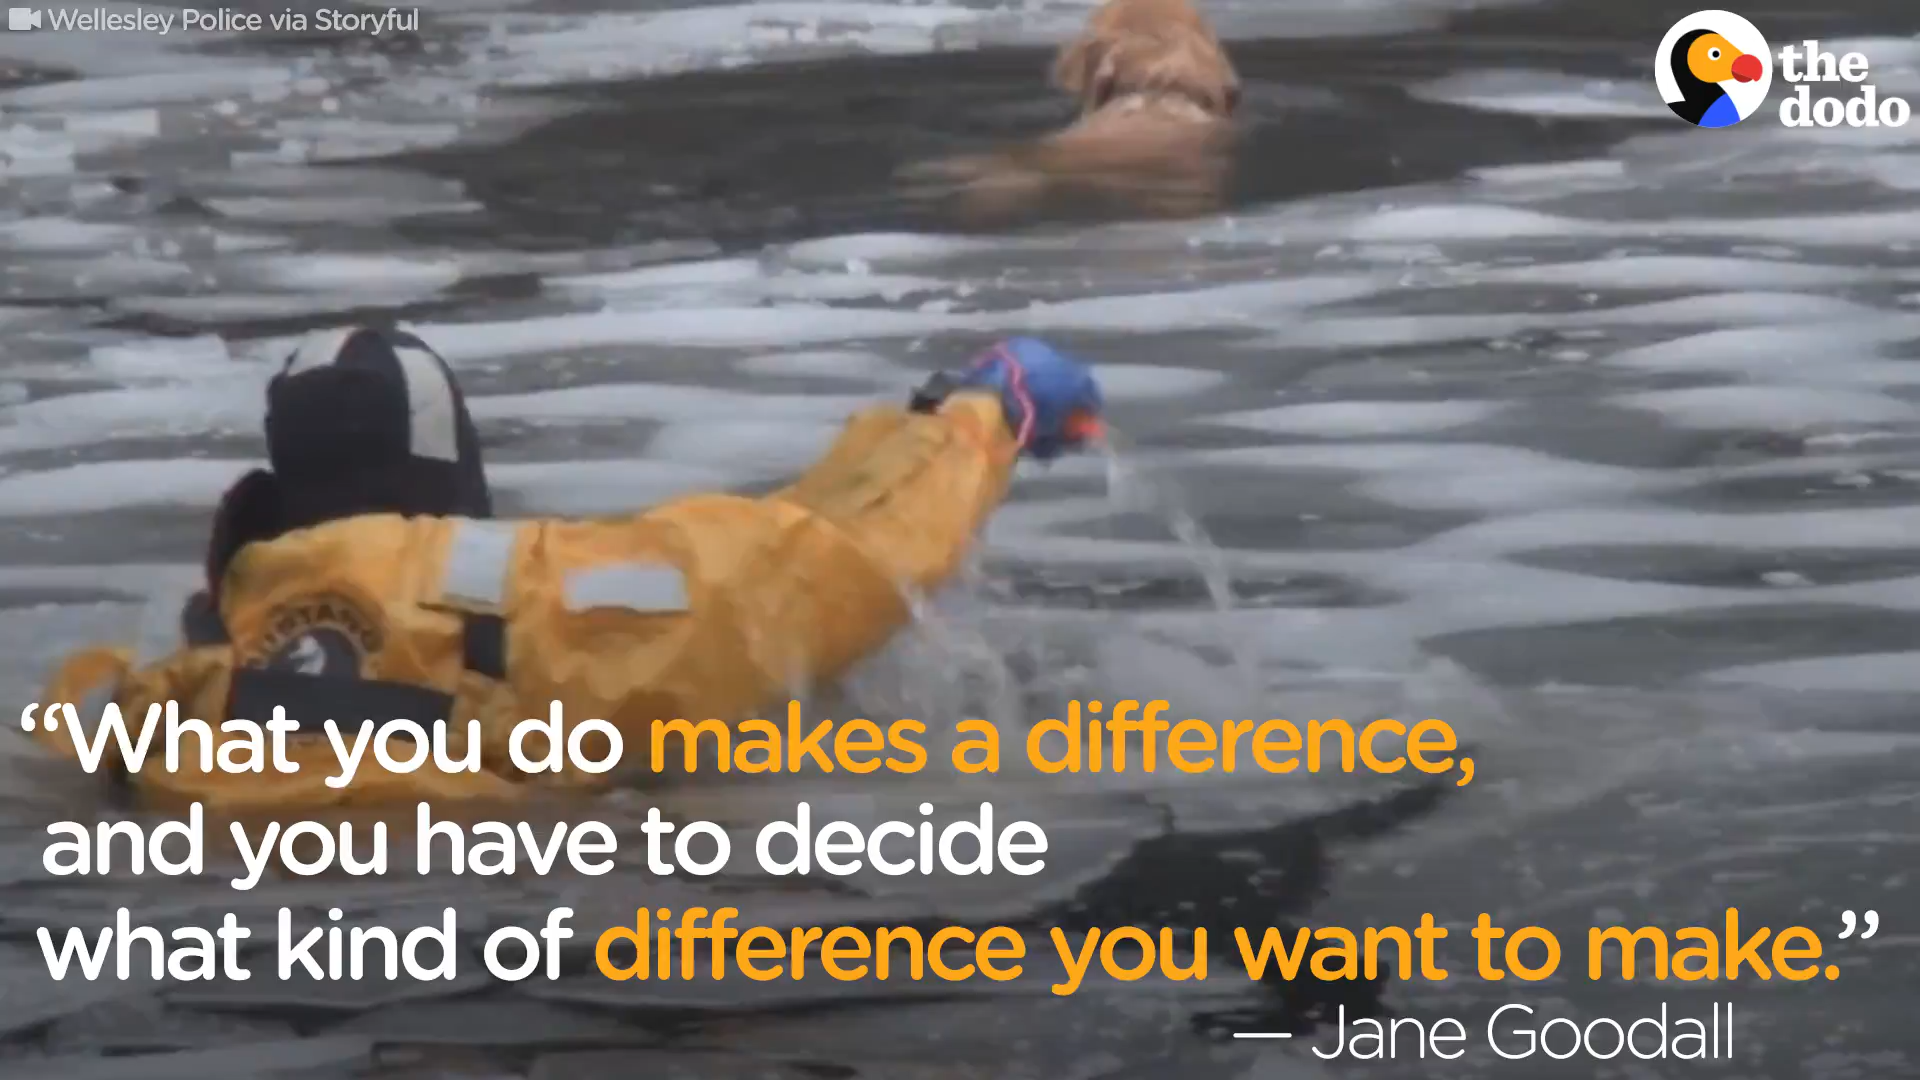 Wellesley Police via Storyful
the
dodo
MUSTANG
“What you do makes a difference,
and you have to decide
what kind of difference you want to make.”
— Jane Goodall